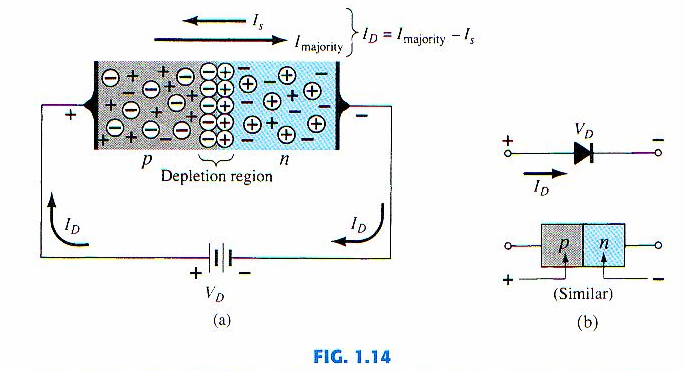 I_s
I_majority
I_D = I_majority – I_s
+ –
p n
Depletion region
I_D I_D
+ –
V_D
(a)
+ V_D –
I_D
p n
+ –
(Similar)
(b)
FIG. 1.14